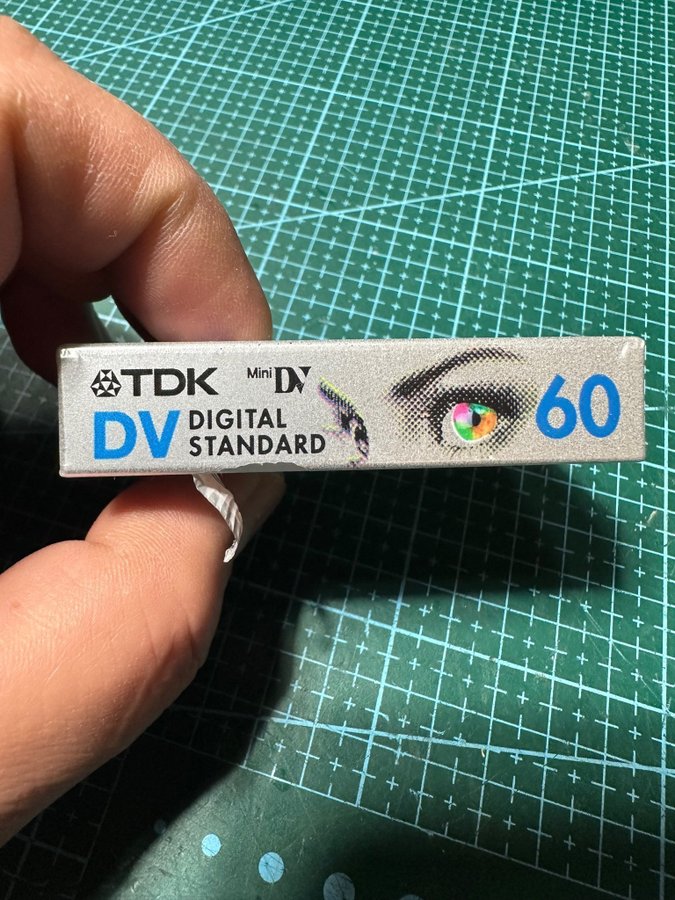 TDK Mini DV
DV DIGITAL
STANDARD
60